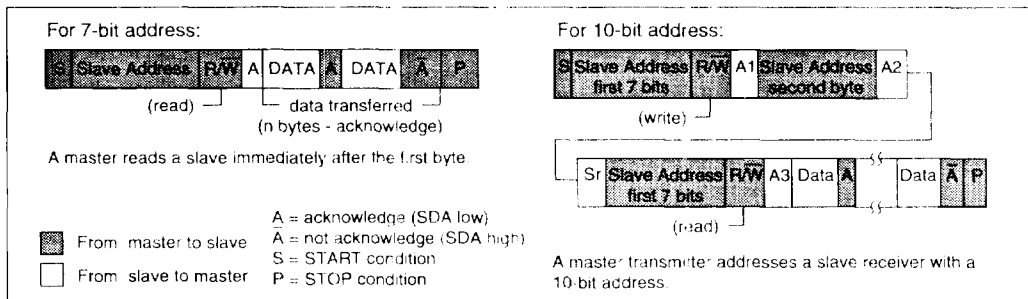 For 7-bit address:
S Slave Address R/W̅ A DATA A DATA A̅ P
(read)
data transferred
(n bytes - acknowledge)
A master reads a slave immediately after the first byte.
From master to slave
From slave to master
A = acknowledge (SDA low)
A̅ = not acknowledge (SDA high)
S = START condition
P = STOP condition
For 10-bit address:
S Slave Address first 7 bits R/W̅ A1 Slave Address second byte A2
(write)
Sr Slave Address first 7 bits R/W̅ A3 Data A Data A̅ P
(read)
A master transmitter addresses a slave receiver with a
10-bit address.